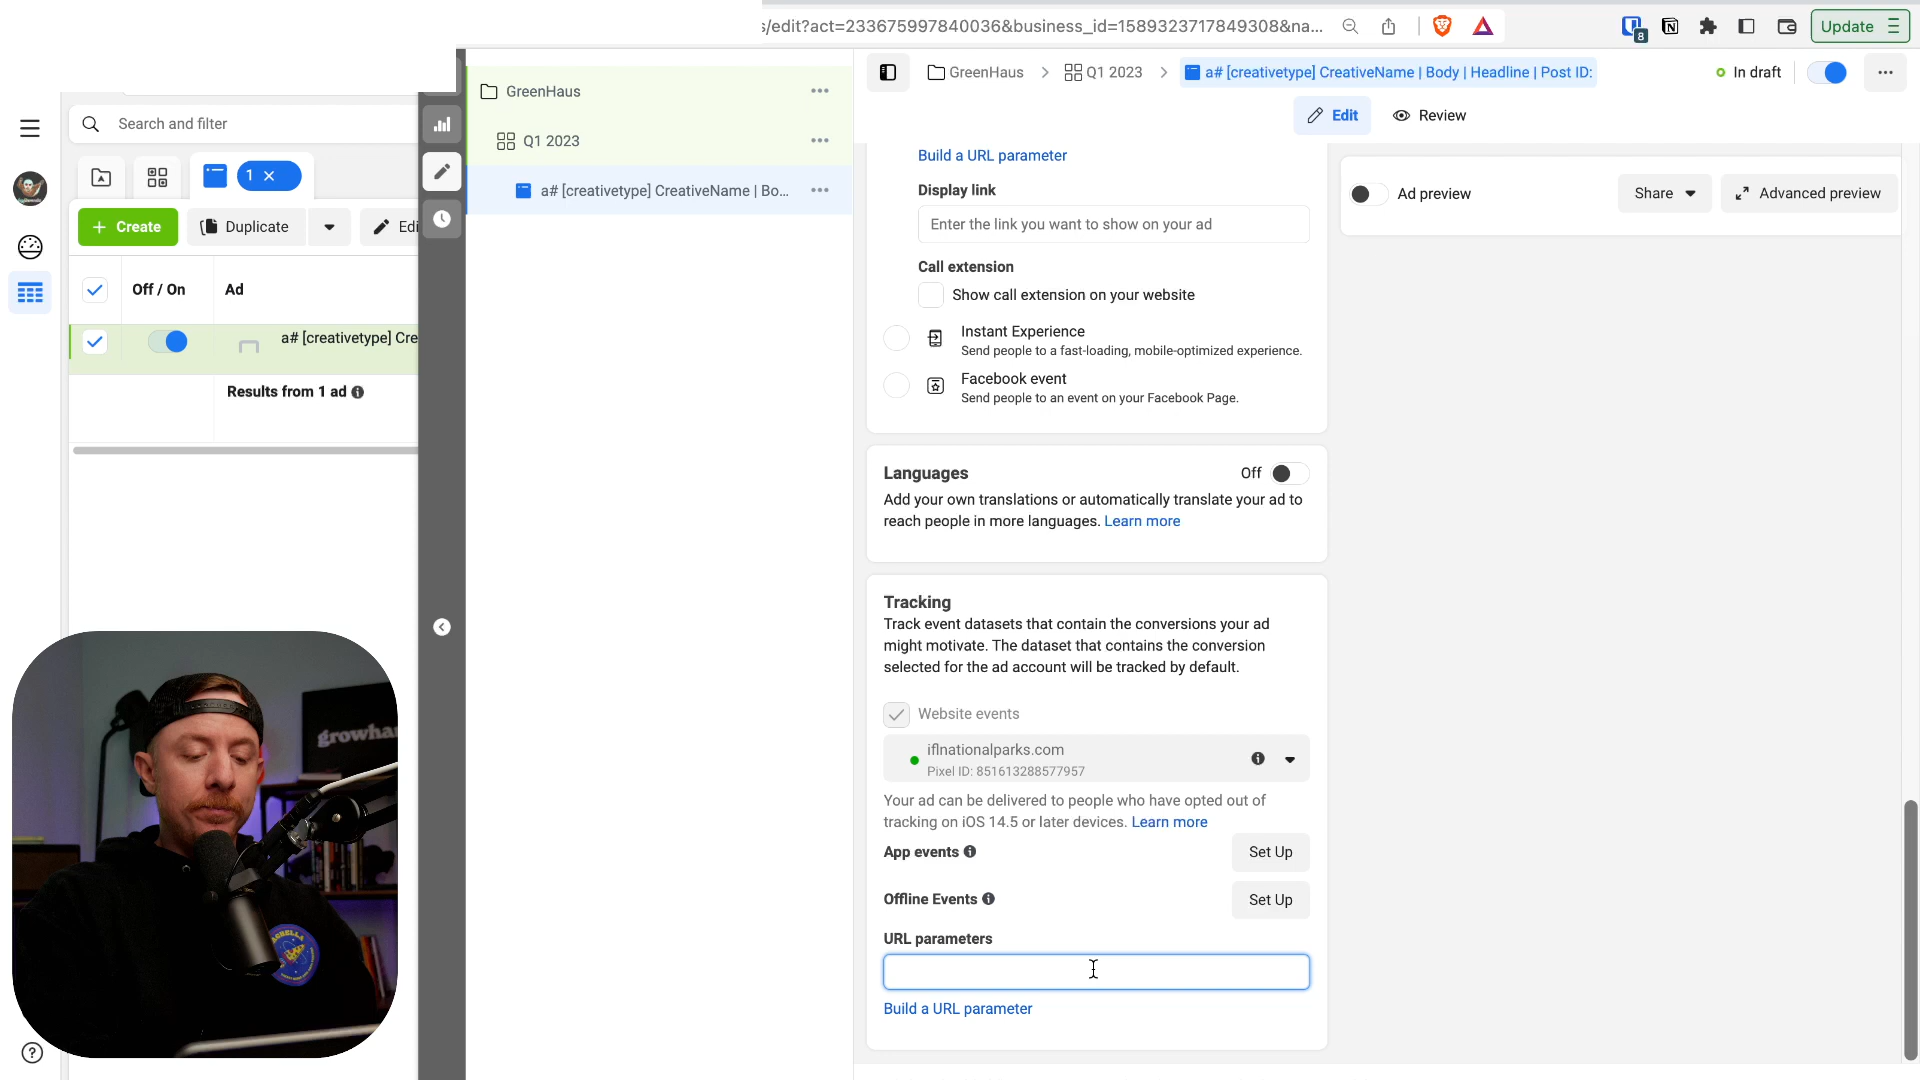 s/edit?act=233675997840036&business_id=1589323717849308&na...
8
Update
GreenHaus
Q1 2023
a# [creativetype] CreativeName | Body | Headline | Post ID:
In draft
Edit
Review
Search and filter
1
Create
Duplicate
Edi
Off / On
Ad
a# [creativetype] Cre
Results from 1 ad
GreenHaus
Q1 2023
a# [creativetype] CreativeName | Bo...
Build a URL parameter
Display link
Enter the link you want to show on your ad
Call extension
Show call extension on your website
Instant Experience
Send people to a fast-loading, mobile-optimized experience.
Facebook event
Send people to an event on your Facebook Page.
Languages
Off
Add your own translations or automatically translate your ad to
reach people in more languages. Learn more
Tracking
Track event datasets that contain the conversions your ad
might motivate. The dataset that contains the conversion
selected for the ad account will be tracked by default.
Website events
iflnationalparks.com
Pixel ID: 851613288577957
Your ad can be delivered to people who have opted out of
tracking on iOS 14.5 or later devices. Learn more
App events
Set Up
Offline Events
Set Up
URL parameters
Build a URL parameter
Ad preview
Share
Advanced preview
growha